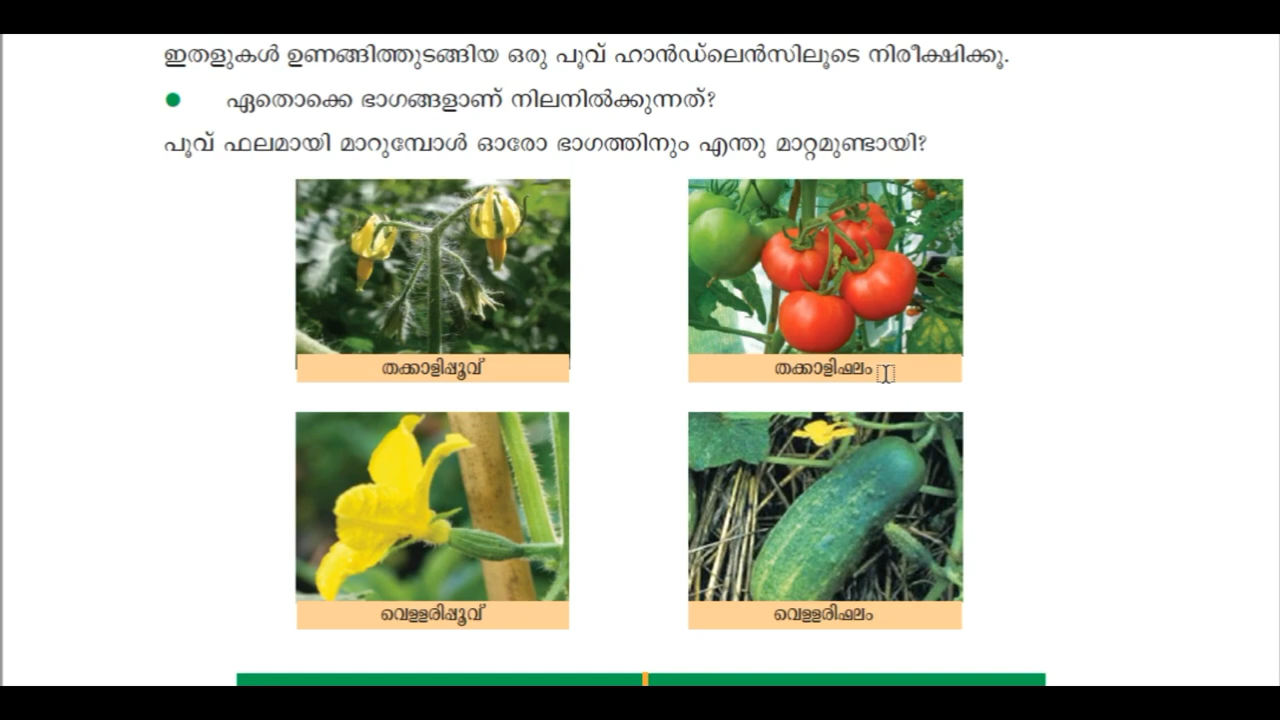 ഇതളുകൾ ഉണങ്ങിത്തുടങ്ങിയ ഒരു പൂവ് ഹാൻഡ്‌ലെൻസിലൂടെ നിരീക്ഷിക്കൂ.
● ഏതൊക്കെ ഭാഗങ്ങളാണ് നിലനിൽക്കുന്നത്?
പൂവ് ഫലമായി മാറുമ്പോൾ ഓരോ ഭാഗത്തിനും എന്തു മാറ്റമുണ്ടായി?
തക്കാളിപ്പൂവ്
തക്കാളിഫലം
വെള്ളരിപ്പൂവ്
വെള്ളരിഫലം